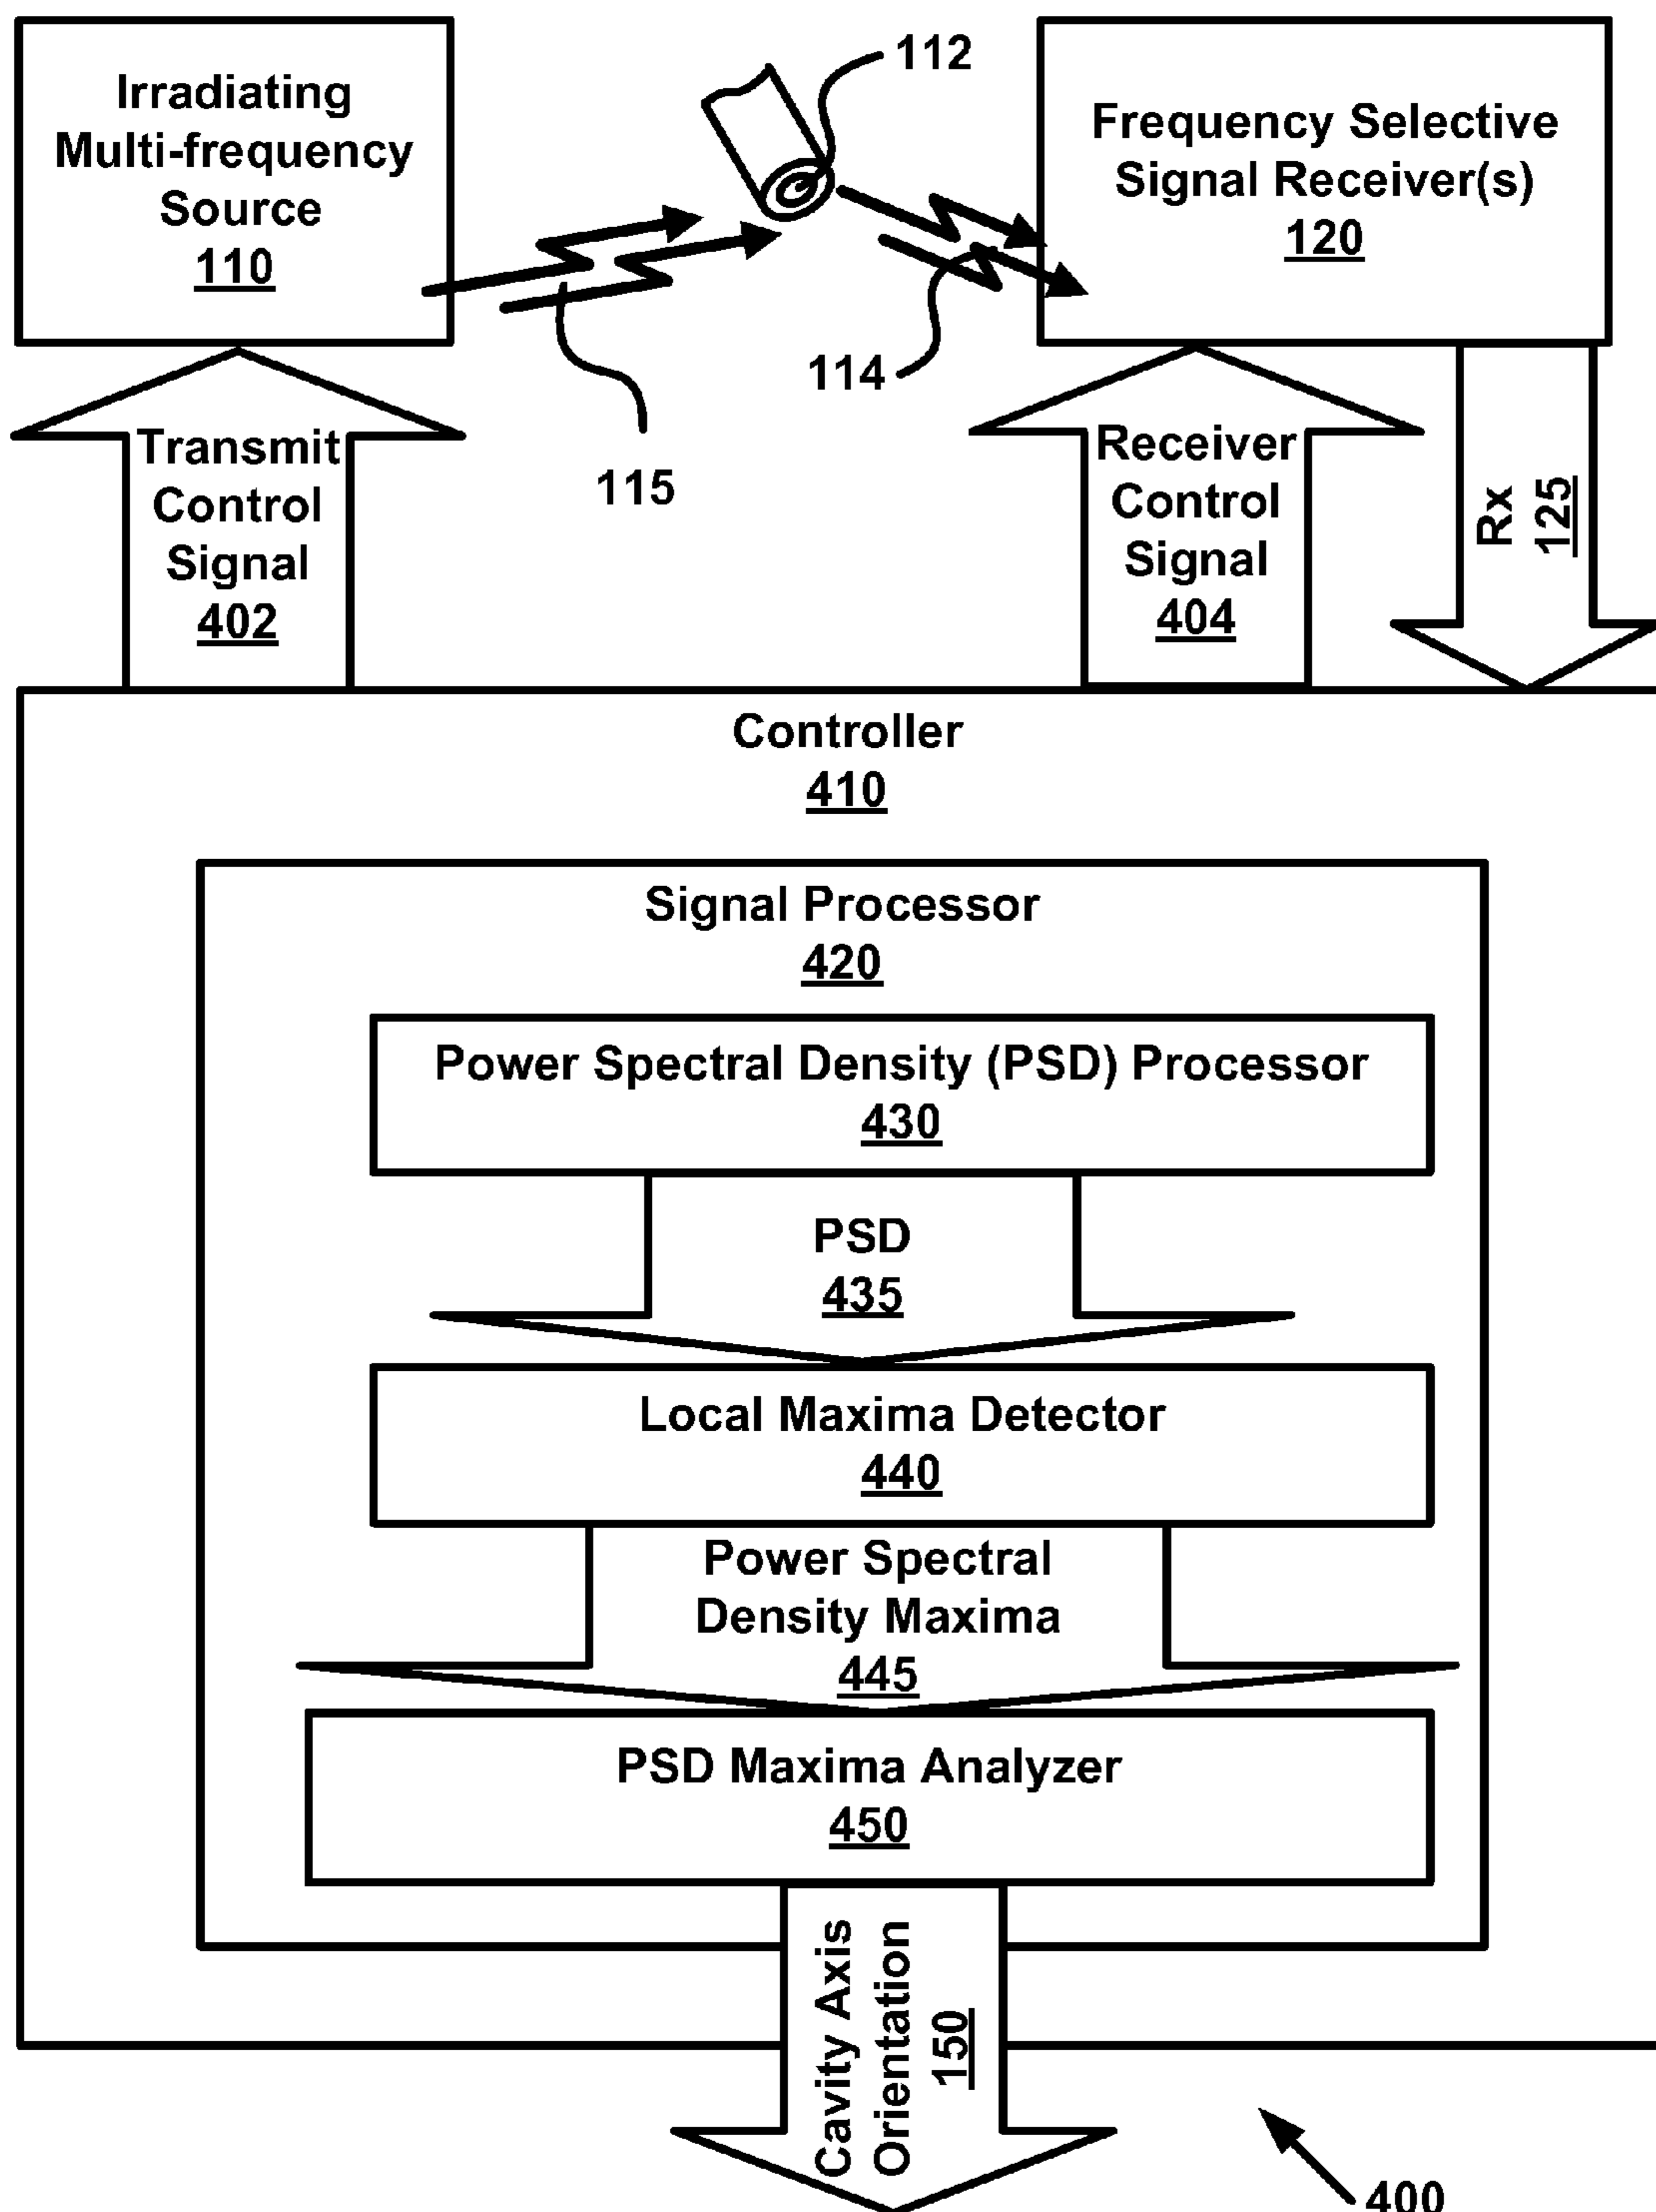 Irradiating
Multi-frequency
Source
110
112
Frequency Selective
Signal Receiver(s)
120
114
115
Transmit
Control
Signal
402
Receiver
Control
Signal
404
Rx
125
Controller
410
Signal Processor
420
Power Spectral Density (PSD) Processor
430
PSD
435
Local Maxima Detector
440
Power Spectral
Density Maxima
445
PSD Maxima Analyzer
450
Cavity Axis
Orientation
150
400